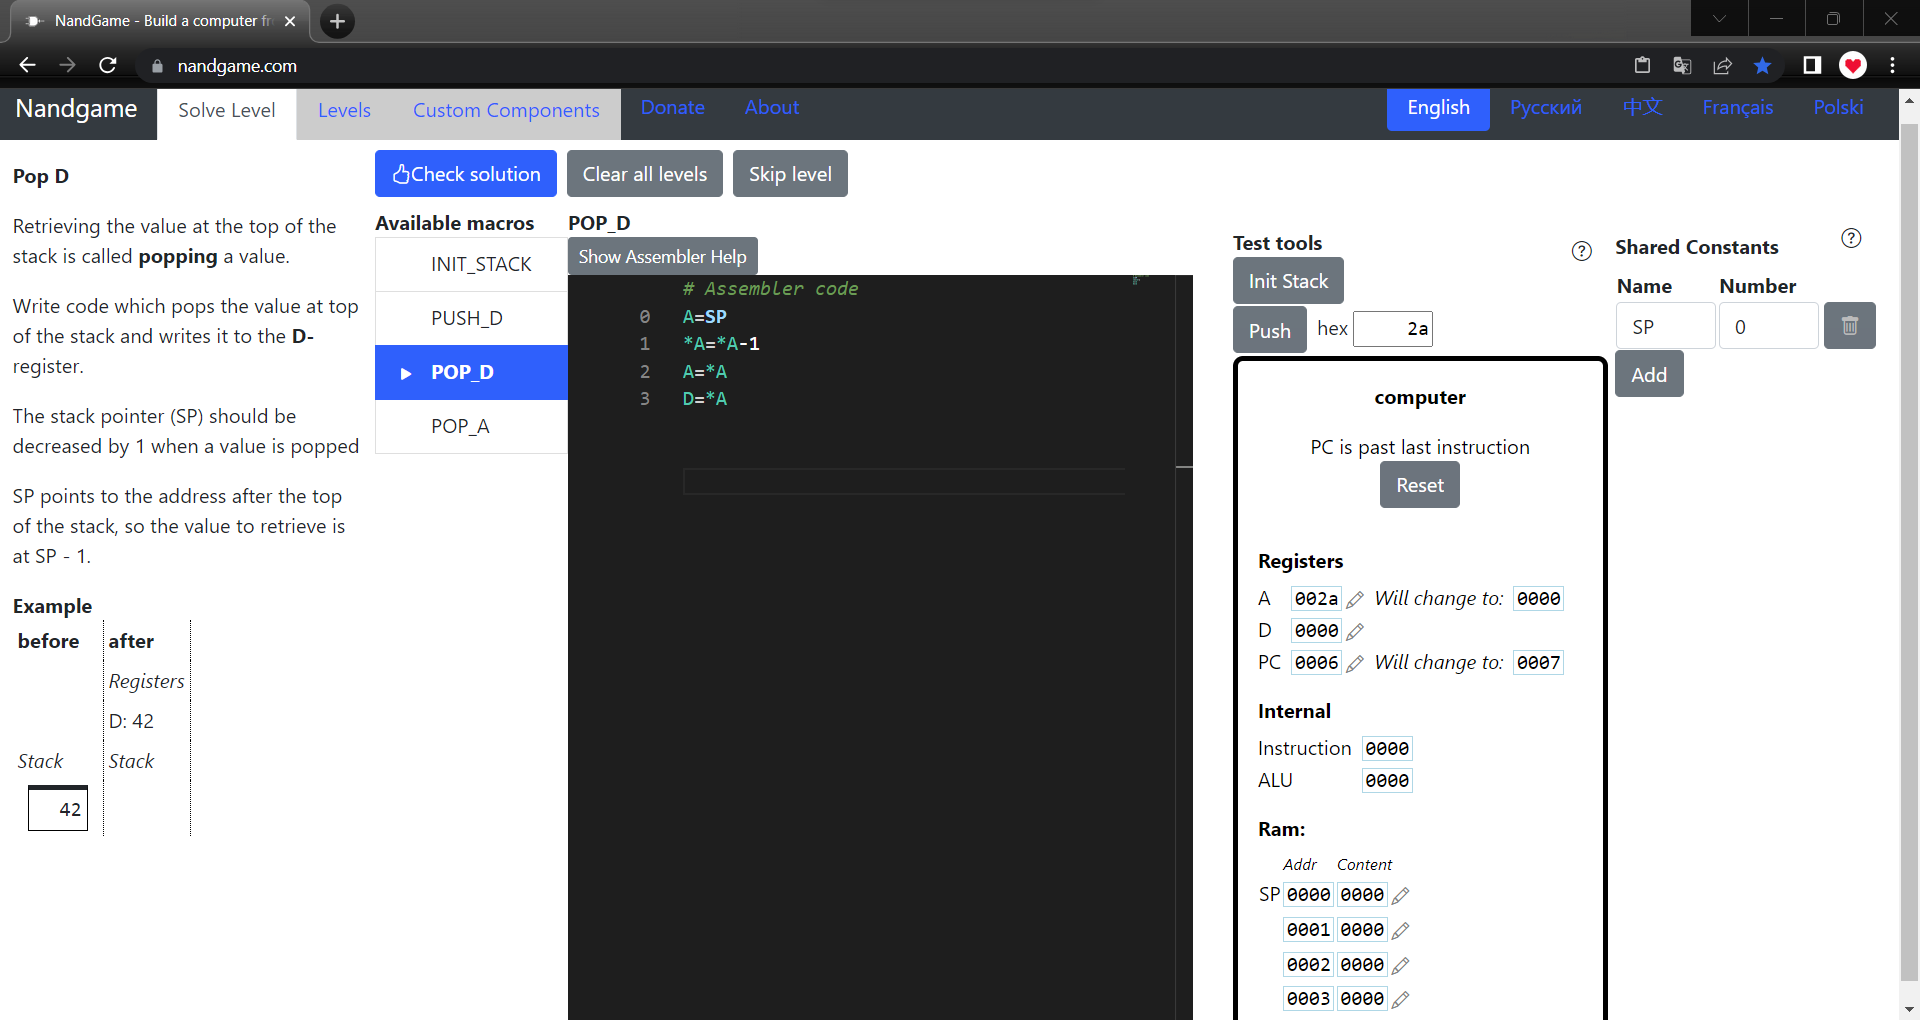 NandGame - Build a computer fr
nandgame.com
Nandgame
Solve Level
Levels
Custom Components
Donate
About
English
Русский
中文
Français
Polski
Pop D
Retrieving the value at the top of the
stack is called popping a value.
Write code which pops the value at top
of the stack and writes it to the D-
register.
The stack pointer (SP) should be
decreased by 1 when a value is popped
SP points to the address after the top
of the stack, so the value to retrieve is
at SP - 1.
Example
before
after
Registers
D: 42
Stack
Stack
42
Check solution
Clear all levels
Skip level
Available macros
INIT_STACK
PUSH_D
POP_D
POP_A
POP_D
Show Assembler Help
# Assembler code
0 A=SP
1 *A=*A-1
2 A=*A
3 D=*A
Test tools
?
Init Stack
Push
hex
2a
computer
PC is past last instruction
Reset
Registers
A 002a Will change to: 0000
D 0000
PC 0006 Will change to: 0007
Internal
Instruction 0000
ALU 0000
Ram:
Addr Content
SP 0000 0000
0001 0000
0002 0000
0003 0000
Shared Constants
?
Name Number
SP 0
Add